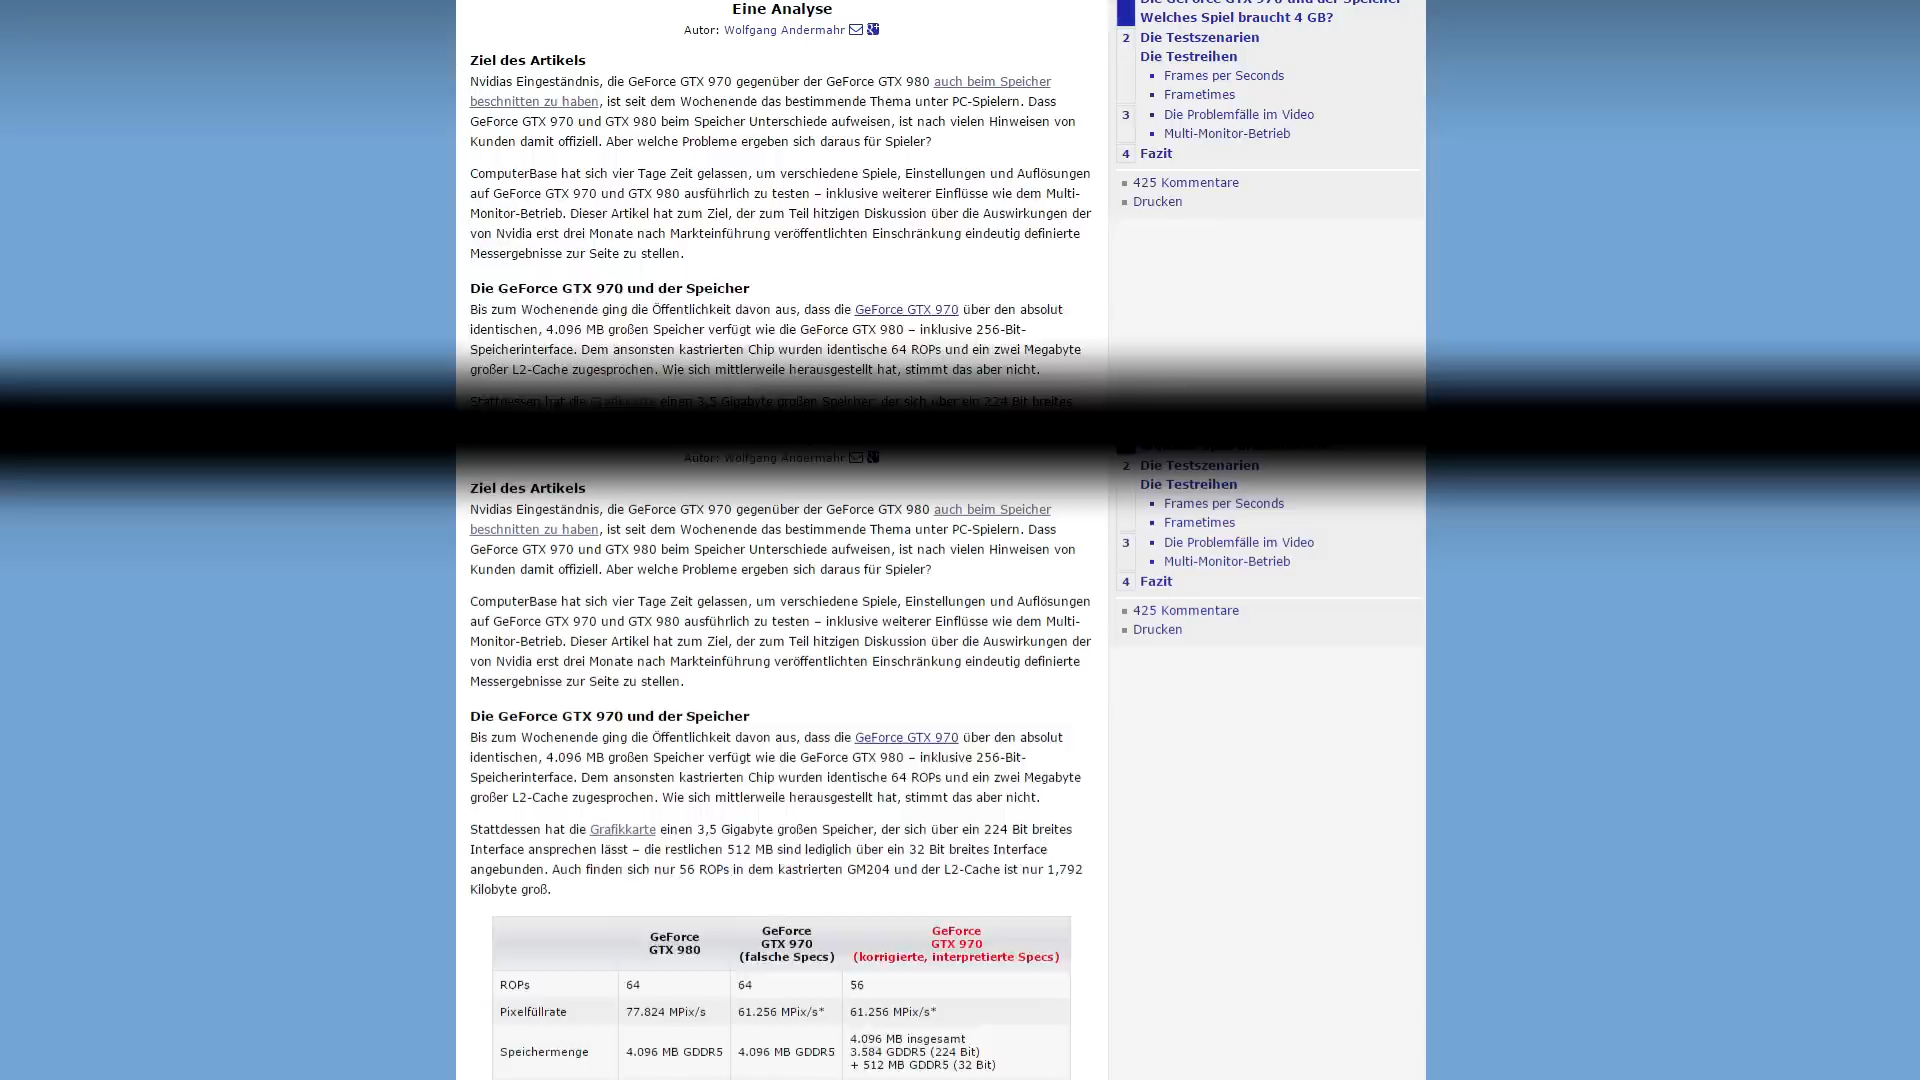 Eine Analyse
Autor: Wolfgang Andermahr
Ziel des Artikels
Nvidias Eingeständnis, die GeForce GTX 970 gegenüber der GeForce GTX 980 auch beim Speicher
beschnitten zu haben, ist seit dem Wochenende das bestimmende Thema unter PC-Spielern. Dass
GeForce GTX 970 und GTX 980 beim Speicher Unterschiede aufweisen, ist nach vielen Hinweisen von
Kunden damit offiziell. Aber welche Probleme ergeben sich daraus für Spieler?
ComputerBase hat sich vier Tage Zeit gelassen, um verschiedene Spiele, Einstellungen und Auflösungen
auf GeForce GTX 970 und GTX 980 ausführlich zu testen – inklusive weiterer Einflüsse wie dem Multi-
Monitor-Betrieb. Dieser Artikel hat zum Ziel, der zum Teil hitzigen Diskussion über die Auswirkungen der
von Nvidia erst drei Monate nach Markteinführung veröffentlichten Einschränkung eindeutig definierte
Messergebnisse zur Seite zu stellen.
Die GeForce GTX 970 und der Speicher
Bis zum Wochenende ging die Öffentlichkeit davon aus, dass die GeForce GTX 970 über den absolut
identischen, 4.096 MB großen Speicher verfügt wie die GeForce GTX 980 – inklusive 256-Bit-
Speicherinterface. Dem ansonsten kastrierten Chip wurden identische 64 ROPs und ein zwei Megabyte
großer L2-Cache zugesprochen. Wie sich mittlerweile herausgestellt hat, stimmt das aber nicht.
Stattdessen hat die Grafikkarte einen 3,5 Gigabyte großen Speicher, der sich über ein 224 Bit breites
Die GeForce GTX 970 und der Speicher
Welches Spiel braucht 4 GB?
2 Die Testszenarien
Die Testreihen
Frames per Seconds
Frametimes
3 Die Problemfälle im Video
Multi-Monitor-Betrieb
4 Fazit
425 Kommentare
Drucken
Autor: Wolfgang Andermahr
Ziel des Artikels
Nvidias Eingeständnis, die GeForce GTX 970 gegenüber der GeForce GTX 980 auch beim Speicher
beschnitten zu haben, ist seit dem Wochenende das bestimmende Thema unter PC-Spielern. Dass
GeForce GTX 970 und GTX 980 beim Speicher Unterschiede aufweisen, ist nach vielen Hinweisen von
Kunden damit offiziell. Aber welche Probleme ergeben sich daraus für Spieler?
ComputerBase hat sich vier Tage Zeit gelassen, um verschiedene Spiele, Einstellungen und Auflösungen
auf GeForce GTX 970 und GTX 980 ausführlich zu testen – inklusive weiterer Einflüsse wie dem Multi-
Monitor-Betrieb. Dieser Artikel hat zum Ziel, der zum Teil hitzigen Diskussion über die Auswirkungen der
von Nvidia erst drei Monate nach Markteinführung veröffentlichten Einschränkung eindeutig definierte
Messergebnisse zur Seite zu stellen.
Die GeForce GTX 970 und der Speicher
Bis zum Wochenende ging die Öffentlichkeit davon aus, dass die GeForce GTX 970 über den absolut
identischen, 4.096 MB großen Speicher verfügt wie die GeForce GTX 980 – inklusive 256-Bit-
Speicherinterface. Dem ansonsten kastrierten Chip wurden identische 64 ROPs und ein zwei Megabyte
großer L2-Cache zugesprochen. Wie sich mittlerweile herausgestellt hat, stimmt das aber nicht.
Stattdessen hat die Grafikkarte einen 3,5 Gigabyte großen Speicher, der sich über ein 224 Bit breites
Interface ansprechen lässt – die restlichen 512 MB sind lediglich über ein 32 Bit breites Interface
angebunden. Auch finden sich nur 56 ROPs in dem kastrierten GM204 und der L2-Cache ist nur 1,792
Kilobyte groß.
GeForce GTX 980 GeForce GTX 970 (falsche Specs) GeForce GTX 970 (korrigierte, interpretierte Specs)
ROPs 64 64 56
Pixelfüllrate 77.824 MPix/s 61.256 MPix/s* 61.256 MPix/s*
Speichermenge 4.096 MB GDDR5 4.096 MB GDDR5 4.096 MB insgesamt
3.584 GDDR5 (224 Bit)
+ 512 MB GDDR5 (32 Bit)
2 Die Testszenarien
Die Testreihen
Frames per Seconds
Frametimes
3 Die Problemfälle im Video
Multi-Monitor-Betrieb
4 Fazit
425 Kommentare
Drucken